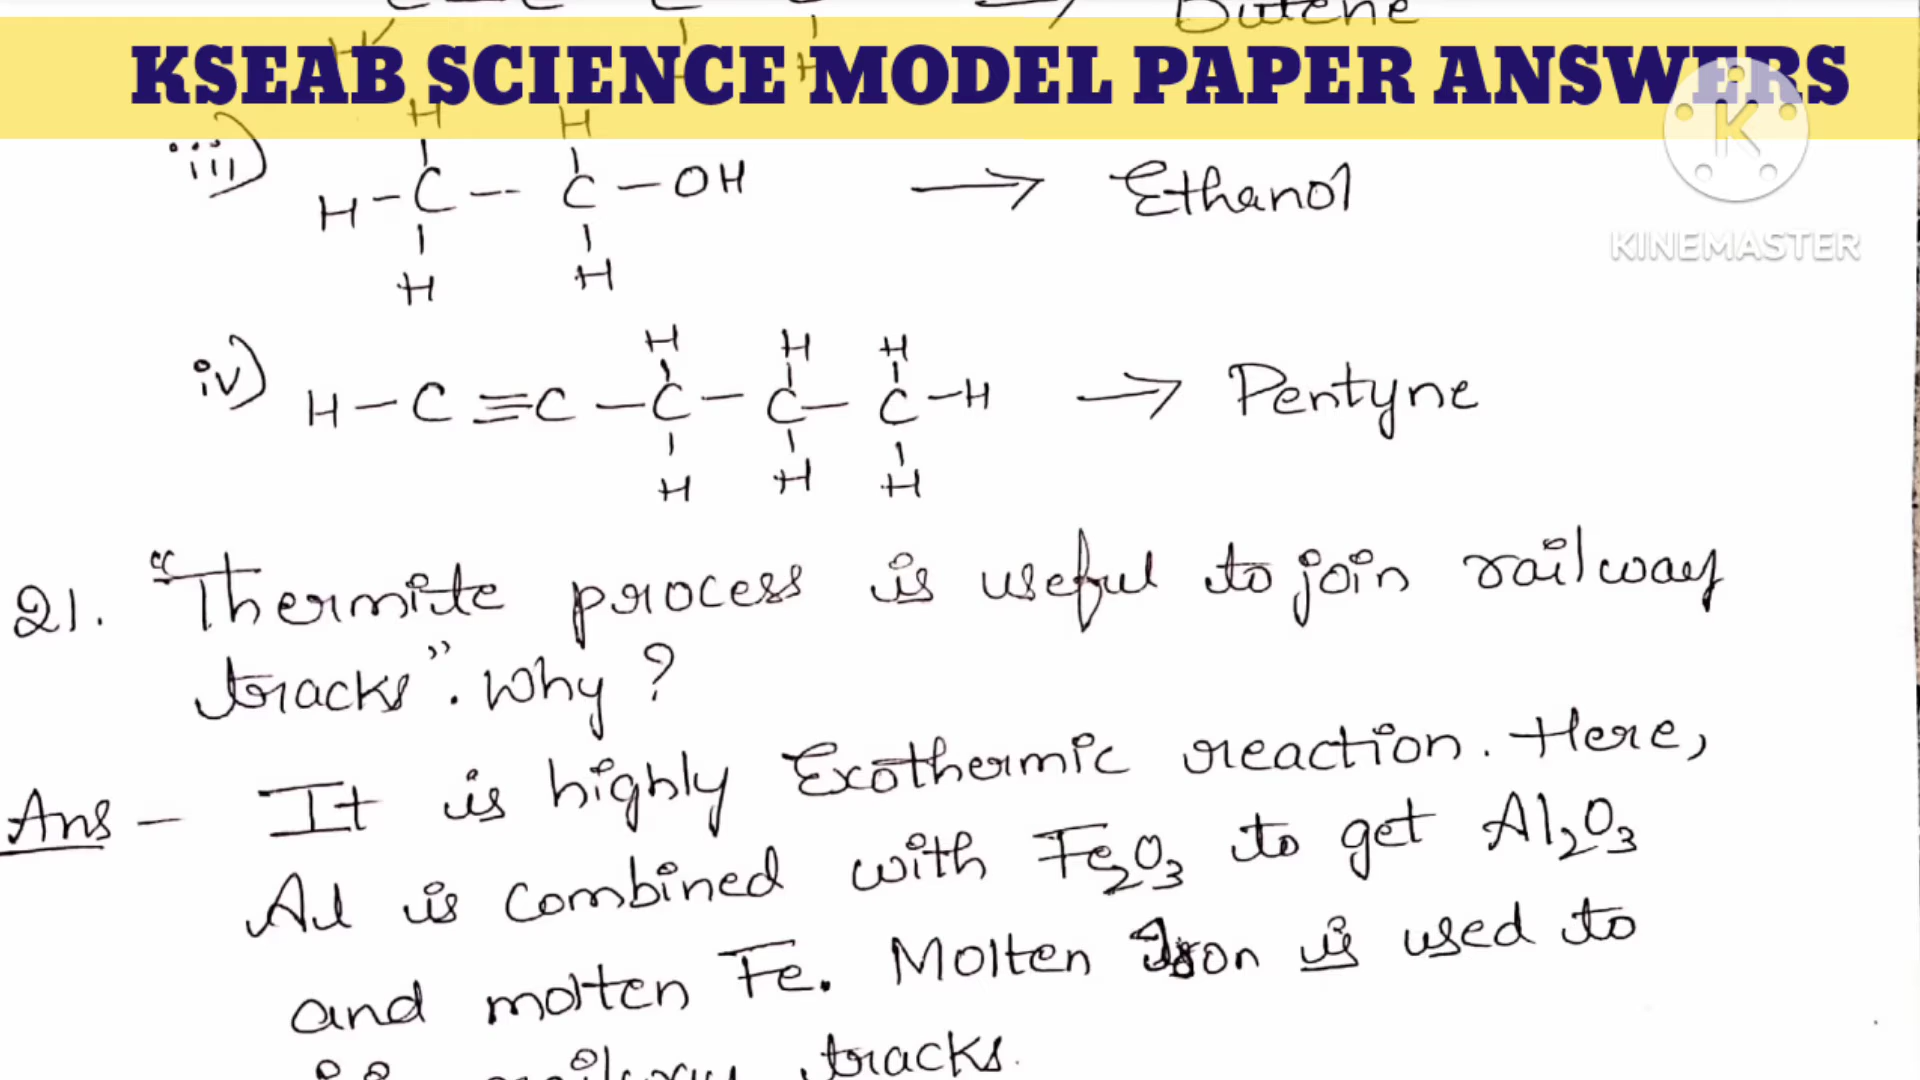 Butene
KSEAB SCIENCE MODEL PAPER ANSWERS
KINEMASTER
H H
iii) H-C--C-OH → Ethanol
H H
H H H
iv) H-C≡C-C-C-C-H → Pentyne
H H H
21. "Thermite process is useful to join railway
tracks". Why?
Ans - It is highly Exothermic reaction. Here,
Al is combined with Fe2O3 to get Al2O3
and molten Fe. Molten Iron is used to
railway tracks.